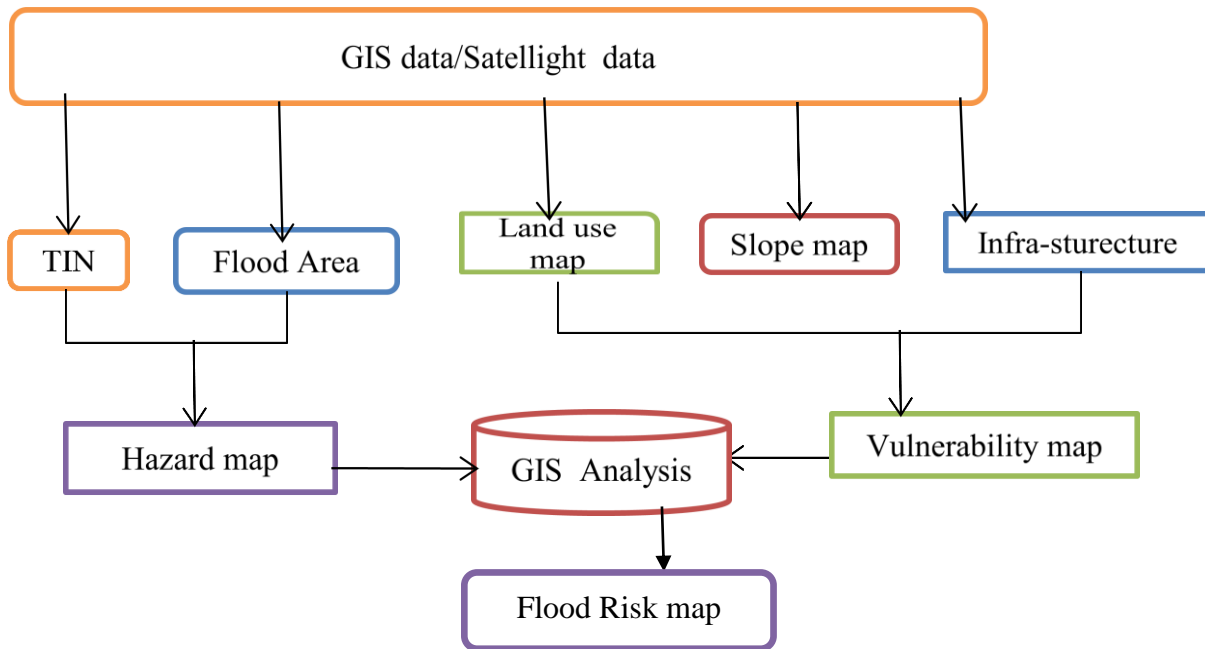 GIS data/Satellight data
TIN
Flood Area
Land use
map
Slope map
Infra-sturecture
Hazard map
GIS Analysis
Vulnerability map
Flood Risk map